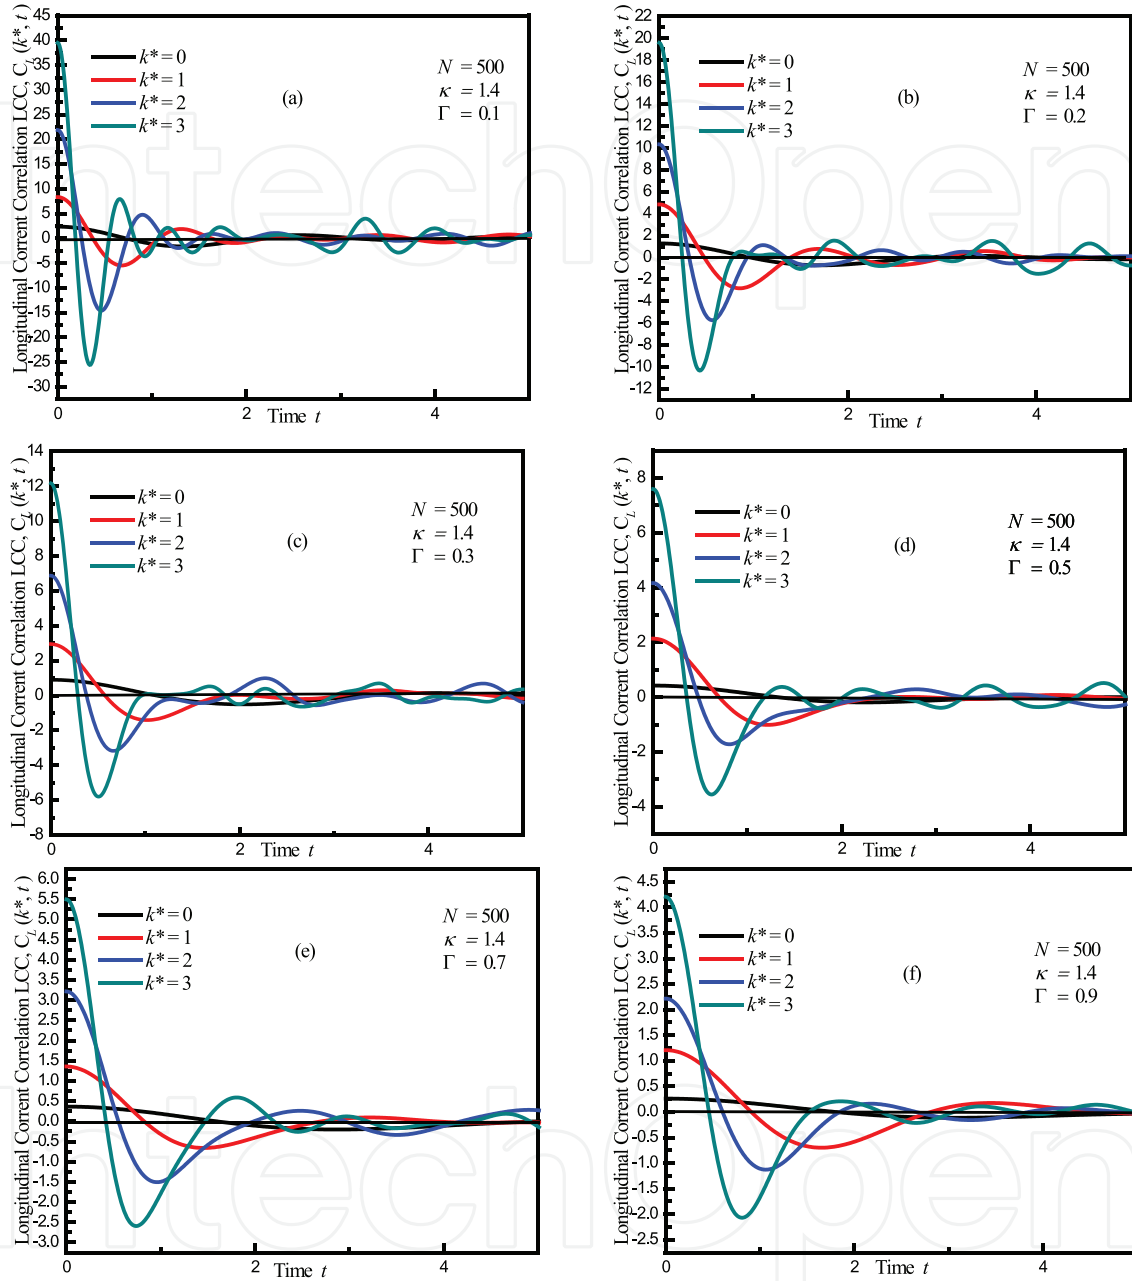 Longitudinal Corrent Correlation LCC, C_L (k*, t)
45
40
35
30
25
20
15
10
5
0
-5
-10
-15
-20
-25
-30
k*=0
k*=1
k*=2
k*=3
(a)
N = 500
κ = 1.4
Γ = 0.1
0
2
4
Time t
Longitudinal Corrent Correlation LCC, C_L (k*, t)
22
20
18
16
14
12
10
8
6
4
2
0
-2
-4
-6
-8
-10
-12
k*=0
k*=1
k*=2
k*=3
(b)
N = 500
κ = 1.4
Γ = 0.2
0
2
4
Time t
Longitudinal Corrent Correlation LCC, C_L (k*, t)
14
12
10
8
6
4
2
0
-2
-4
-6
-8
k*=0
k*=1
k*=2
k*=3
(c)
N = 500
κ = 1.4
Γ = 0.3
0
2
4
Time t
Longitudinal Corrent Correlation LCC, C_L (k*, t)
8
6
4
2
0
-2
-4
k*=0
k*=1
k*=2
k*=3
(d)
N = 500
κ = 1.4
Γ = 0.5
0
2
4
Time t
Longitudinal Corrent Correlation LCC, C_L (k*, t)
6.0
5.5
5.0
4.5
4.0
3.5
3.0
2.5
2.0
1.5
1.0
0.5
0.0
-0.5
-1.0
-1.5
-2.0
-2.5
-3.0
k*=0
k*=1
k*=2
k*=3
(e)
N = 500
κ = 1.4
Γ = 0.7
0
2
4
Time t
Longitudinal Corrent Correlation LCC, C_L (k*, t)
4.5
4.0
3.5
3.0
2.5
2.0
1.5
1.0
0.5
0.0
-0.5
-1.0
-1.5
-2.0
-2.5
k*=0
k*=1
k*=2
k*=3
(f)
N = 500
κ = 1.4
Γ = 0.9
0
2
4
Time t
IntechOpen
IntechOpen